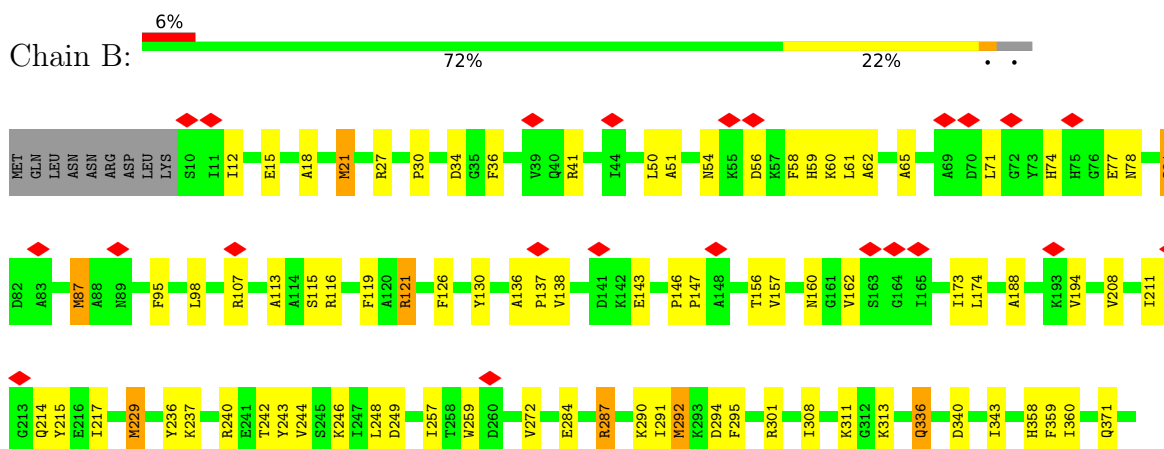 6%
Chain B:
72% 22% • •
MET GLN LEU ASN ASN ARG ASP LEU LYS S10 I11 I12 E15 A18 M21 R27 P30 D34 G35 F36 V39 Q40 R41 I44 L50 A51 N54 K55 D56 K57 F58 H59 K60 L61 A62 A65 A69 D70 L71 G72 Y73 H74 H75 G76 E77 N78
D82 A83 M87 A88 N89 F95 L98 R107 A113 A114 S115 R116 F119 A120 R121 F126 Y130 A136 P137 V138 D141 K142 E143 P146 P147 A148 T156 V157 N160 G161 V162 S163 G164 I165 I173 L174 A188 K193 V194 V208 I211
G213 Q214 Y215 E216 I217 M229 Y236 K237 R240 E241 T242 Y243 V244 S245 K246 I247 L248 D249 I257 T258 W259 D260 V272 E284 R287 K290 I291 M292 K293 D294 F295 R301 I308 K311 G312 K313 Q336 D340 I343 H358 F359 I360 Q371